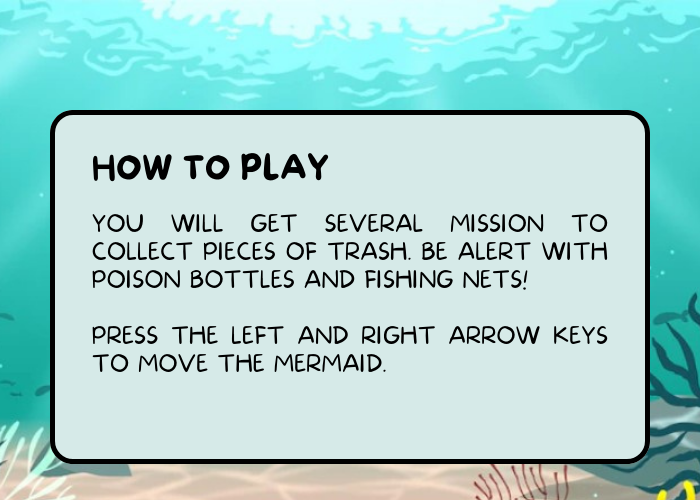 HOW TO PLAY
YOU WILL GET SEVERAL MISSION TO
COLLECT PIECES OF TRASH. BE ALERT WITH
POISON BOTTLES AND FISHING NETS!
PRESS THE LEFT AND RIGHT ARROW KEYS
TO MOVE THE MERMAID.